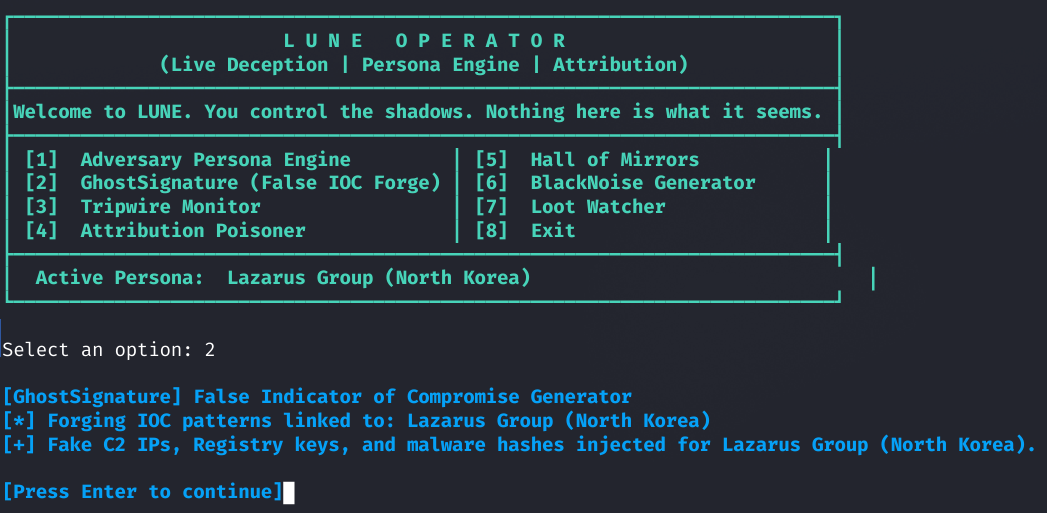 L U N E   O P E R A T O R
(Live Deception | Persona Engine | Attribution)
Welcome to LUNE. You control the shadows. Nothing here is what it seems.
[1] Adversary Persona Engine | [5] Hall of Mirrors |
[2] GhostSignature (False IOC Forge) | [6] BlackNoise Generator |
[3] Tripwire Monitor | [7] Loot Watcher |
[4] Attribution Poisoner | [8] Exit |
Active Persona: Lazarus Group (North Korea) |
Select an option: 2
[GhostSignature] False Indicator of Compromise Generator
[*] Forging IOC patterns linked to: Lazarus Group (North Korea)
[+] Fake C2 IPs, Registry keys, and malware hashes injected for Lazarus Group (North Korea).
[Press Enter to continue]